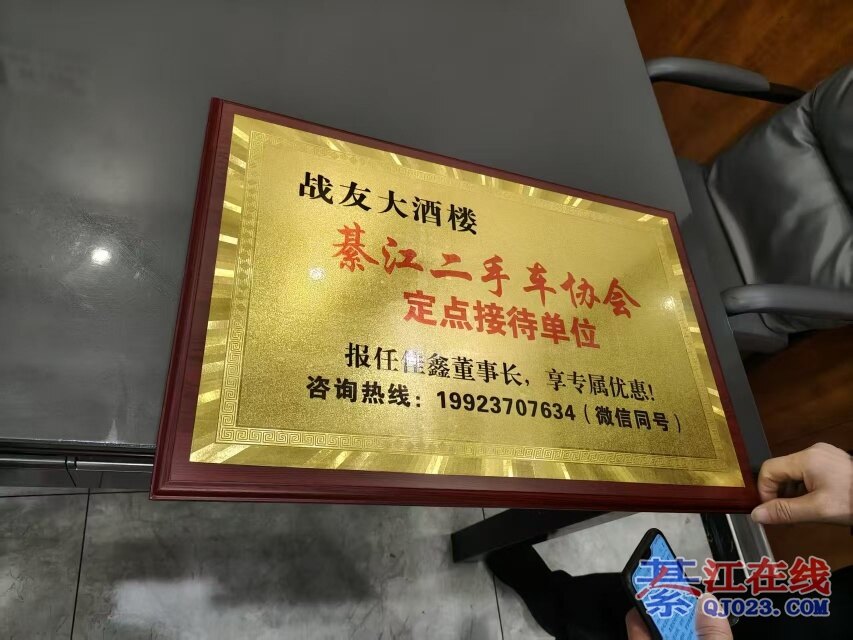 战友大酒楼
綦江二手车协会
定点接待单位
报任佳鑫董事长，享专属优惠!
咨询热线：19923707634（微信同号）
綦江在线
QJ023.COM